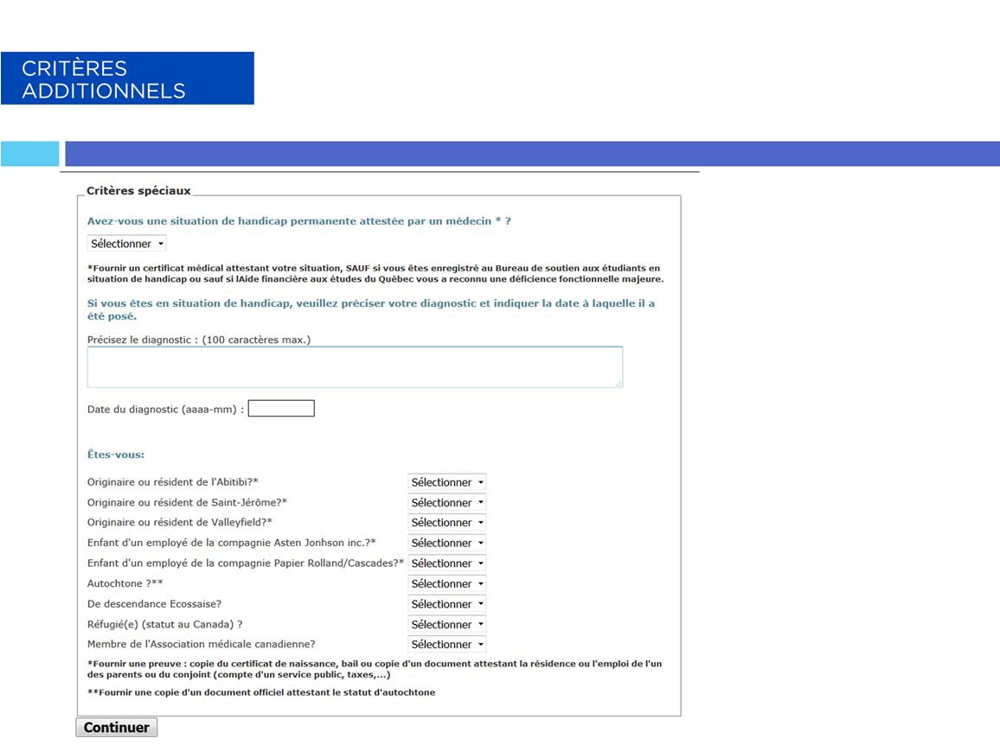 CRITÈRES
ADDITIONNELS
Critères spéciaux
Avez-vous une situation de handicap permanente attestée par un médecin * ?
Sélectionner
*Fournir un certificat médical attestant votre situation, SAUF si vous êtes enregistré au Bureau de soutien aux étudiants en
situation de handicap ou sauf si lAide financière aux études du Québec vous a reconnu une déficience fonctionnelle majeure.
Si vous êtes en situation de handicap, veuillez préciser votre diagnostic et indiquer la date à laquelle il a
été posé.
Précisez le diagnostic : (100 caractères max.)
Date du diagnostic (aaaa-mm) :
Êtes-vous:
Originaire ou résident de l'Abitibi?* Sélectionner
Originaire ou résident de Saint-Jérôme?* Sélectionner
Originaire ou résident de Valleyfield?* Sélectionner
Enfant d'un employé de la compagnie Asten Jonhson inc.?* Sélectionner
Enfant d'un employé de la compagnie Papier Rolland/Cascades?* Sélectionner
Autochtone ?** Sélectionner
De descendance Ecossaise? Sélectionner
Réfugié(e) (statut au Canada) ? Sélectionner
Membre de l'Association médicale canadienne? Sélectionner
*Fournir une preuve : copie du certificat de naissance, bail ou copie d'un document attestant la résidence ou l'emploi de l'un
des parents ou du conjoint (compte d'un service public, taxes,...)
**Fournir une copie d'un document officiel attestant le statut d'autochtone
Continuer